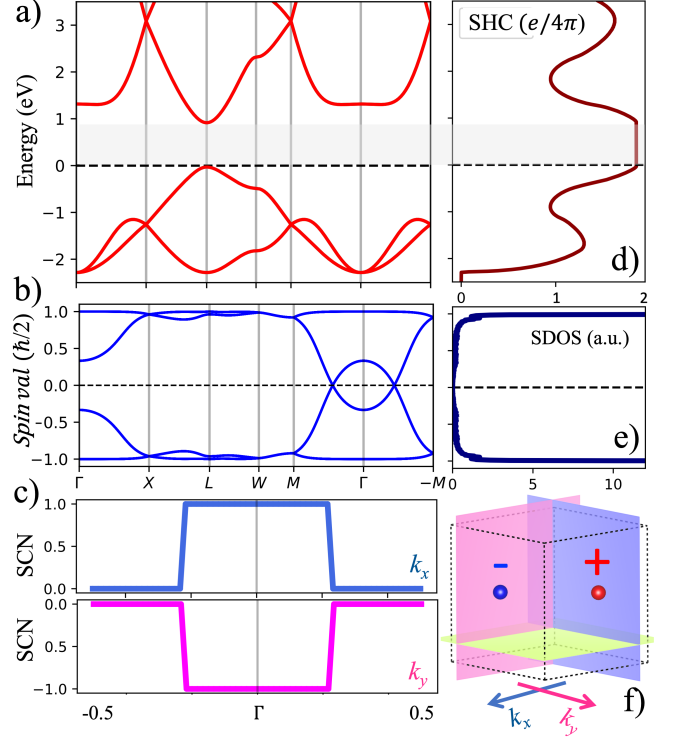 a)
3
2
1
0
−1
−2
Energy (eV)
SHC (e/4π)
d)
0
1
2
b)
1.0
0.5
0.0
-0.5
-1.0
Spin val (ħ/2)
Γ X L W M Γ −M
SDOS (a.u.)
e)
0
5
10
c)
1.0
0.5
0.0
SCN
kₓ
0.0
0.5
−1.0
SCN
k_y
-0.5
Γ
0.5
-
+
kₓ
k_y
f)